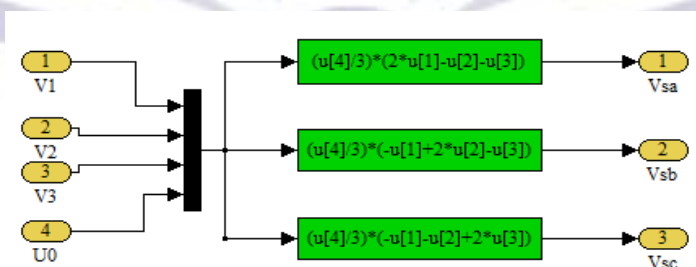 1
V1
2
V2
3
V3
4
U0
(u[4]/3)*(2*u[1]-u[2]-u[3])
(u[4]/3)*(-u[1]+2*u[2]-u[3])
(u[4]/3)*(-u[1]-u[2]+2*u[3])
1
Vsa
2
Vsb
3
Vsc